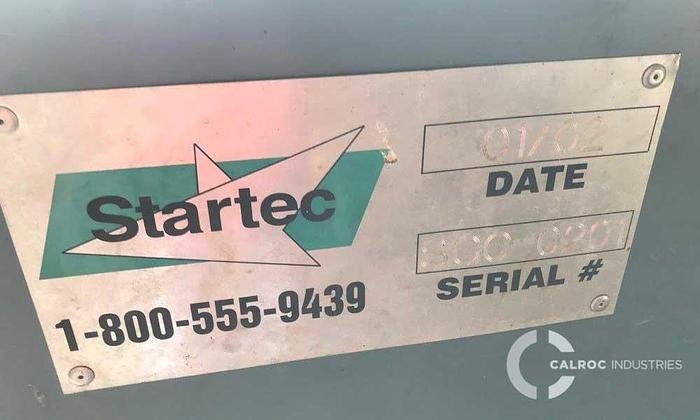 Startec
1-800-555-9439
01/02
DATE
SERIAL #
CALROC INDUSTRIES